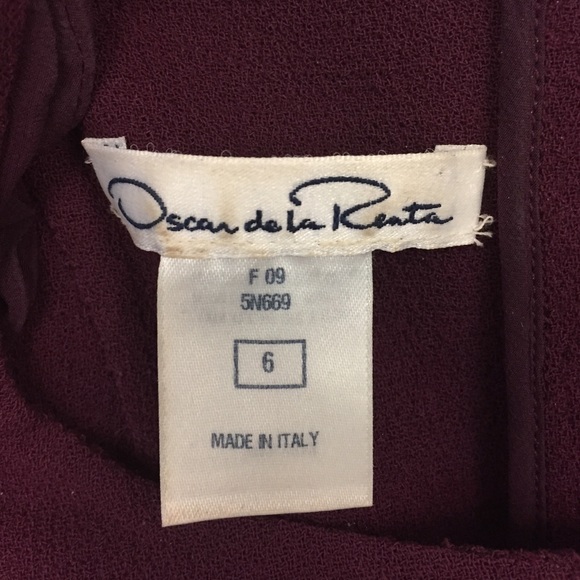 Oscar de la Renta
F 09
5N669
6
MADE IN ITALY